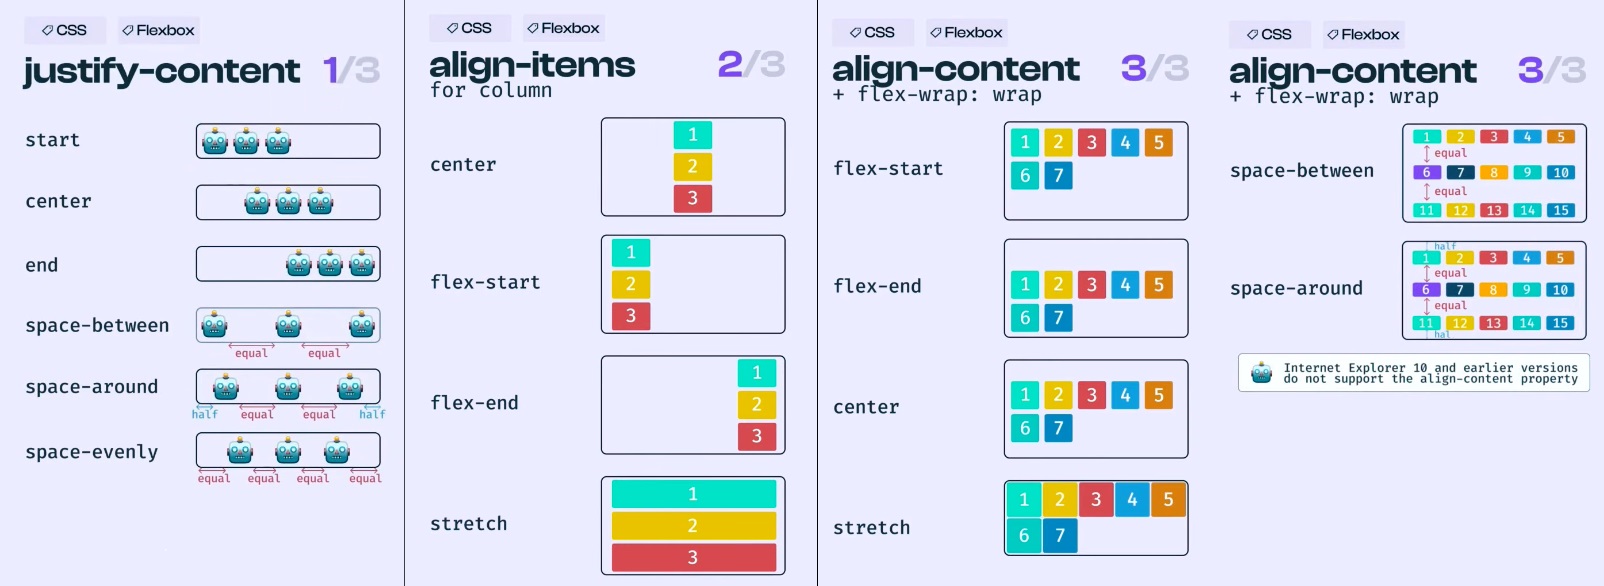 CSS
Flexbox
justify-content 1/3
start
center
end
space-between
equal equal
space-around
half equal equal half
space-evenly
equal equal equal equal
CSS
Flexbox
align-items 2/3
for column
center
1
2
3
flex-start
1
2
3
flex-end
1
2
3
stretch
1
2
3
CSS
Flexbox
align-content 3/3
+ flex-wrap: wrap
flex-start
1 2 3 4 5
6 7
flex-end
1 2 3 4 5
6 7
center
1 2 3 4 5
6 7
stretch
1 2 3 4 5
6 7
CSS
Flexbox
align-content 3/3
+ flex-wrap: wrap
space-between
1 2 3 4 5
equal
6 7 8 9 10
equal
11 12 13 14 15
space-around
half
1 2 3 4 5
equal
6 7 8 9 10
equal
11 12 13 14 15
hal
Internet Explorer 10 and earlier versions
do not support the align-content property